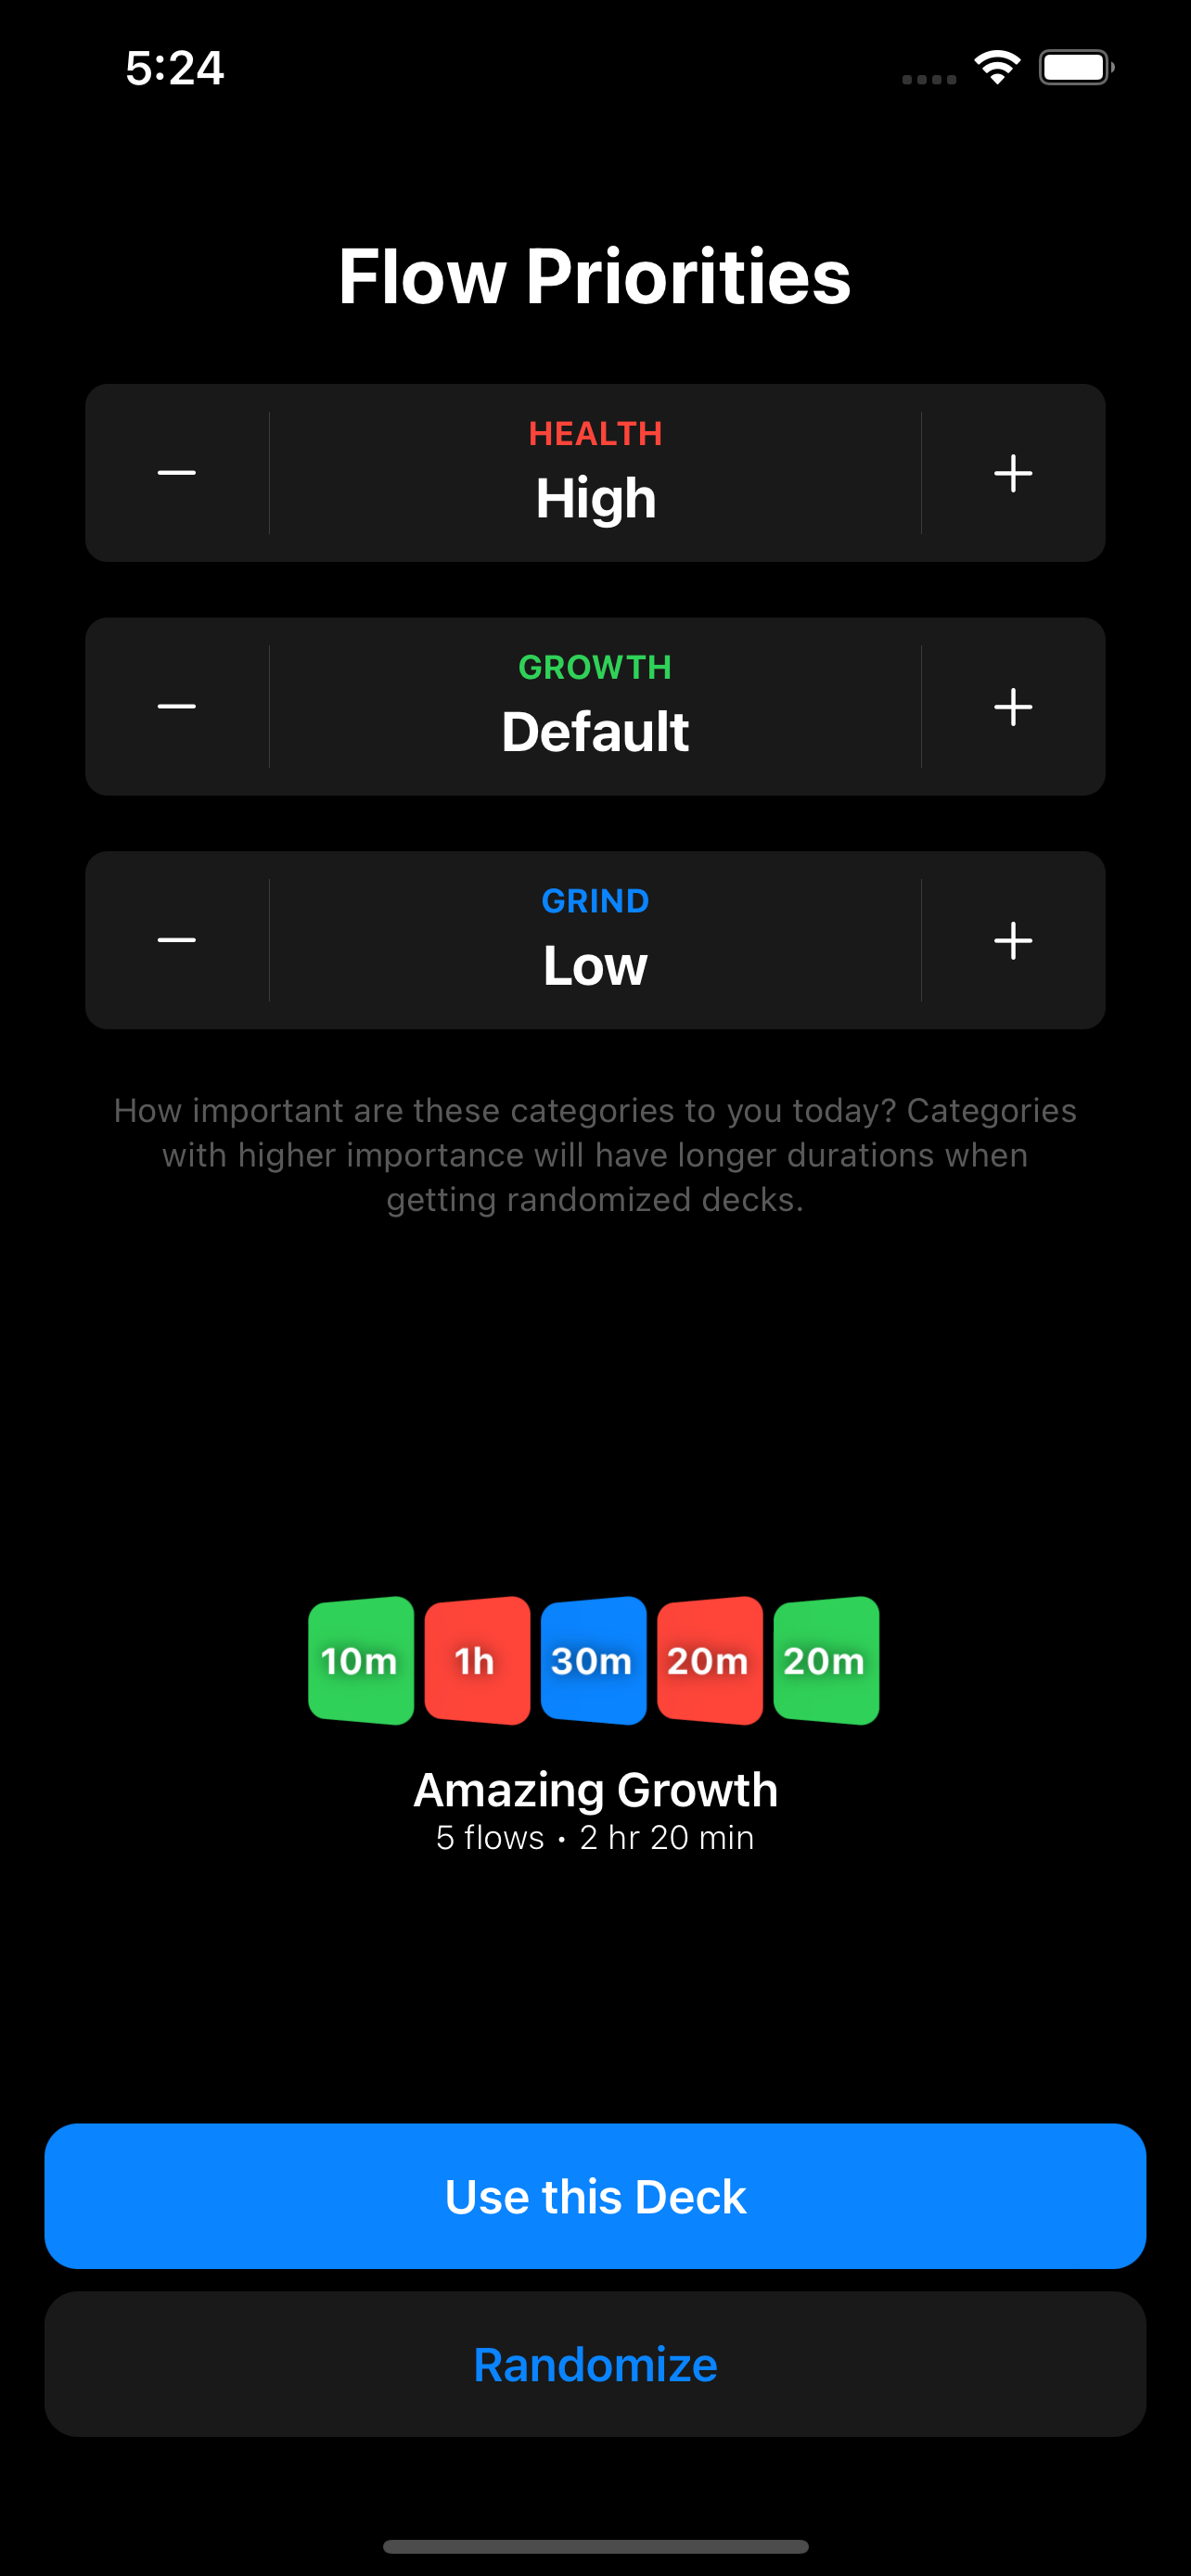 5:24
Flow Priorities
HEALTH
High
GROWTH
Default
GRIND
Low
How important are these categories to you today? Categories
with higher importance will have longer durations when
getting randomized decks.
10m 1h 30m 20m 20m
Amazing Growth
5 flows • 2 hr 20 min
Use this Deck
Randomize